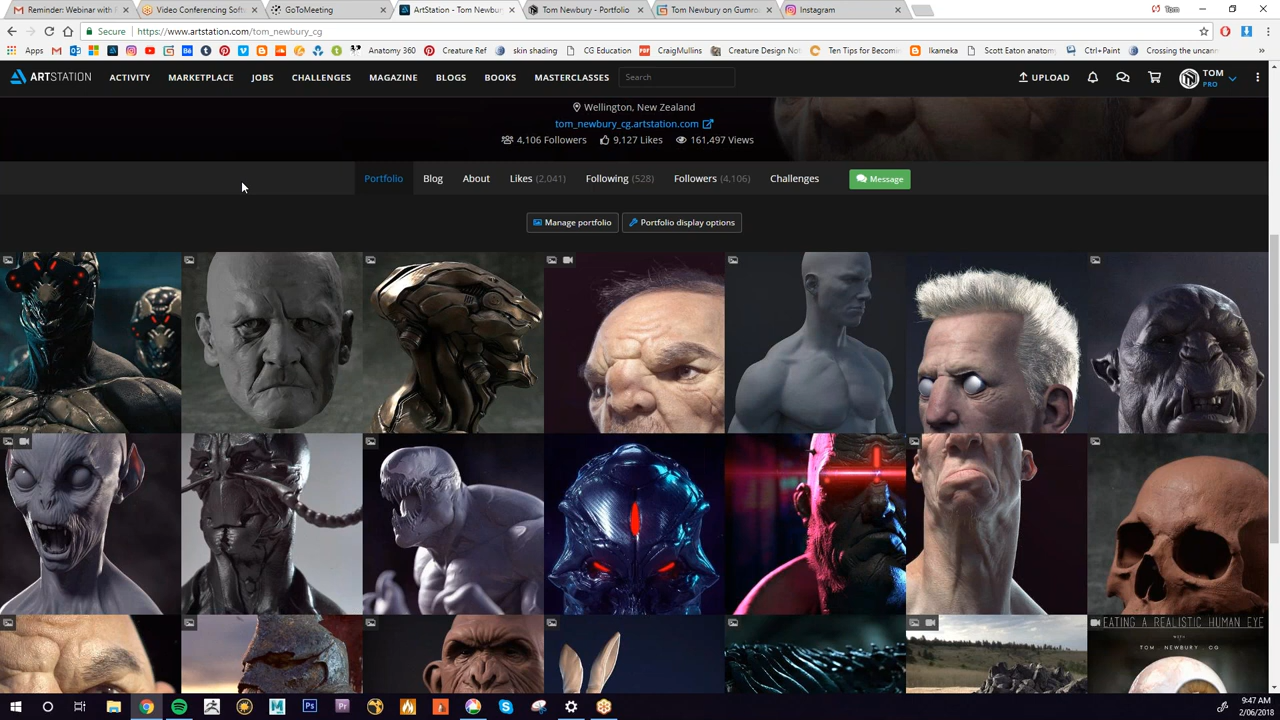 Reminder: Webinar with F
Video Conferencing Soft
GoToMeeting
ArtStation - Tom Newbur
Tom Newbury - Portfolio
Tom Newbury on Gumro
Instagram
Tom
Secure
https://www.artstation.com/tom_newbury_cg
Apps
Anatomy 360
Creature Ref
skin shading
CG Education
CraigMullins
Creature Design Not
Ten Tips for Becomin
Ikameka
Scott Eaton anatom
Ctrl+Paint
Crossing the uncann
ARTSTATION
ACTIVITY
MARKETPLACE
JOBS
CHALLENGES
MAGAZINE
BLOGS
BOOKS
MASTERCLASSES
Search
UPLOAD
TOM
PRO
Wellington, New Zealand
tom_newbury_cg.artstation.com
4,106 Followers 9,127 Likes 161,497 Views
Portfolio
Blog
About
Likes (2,041)
Following (528)
Followers (4,106)
Challenges
Message
Manage portfolio
Portfolio display options
EATING A REALISTIC HUMAN EYE
WITH
TOM NEWBURY CG
9:47 AM
2/06/2018